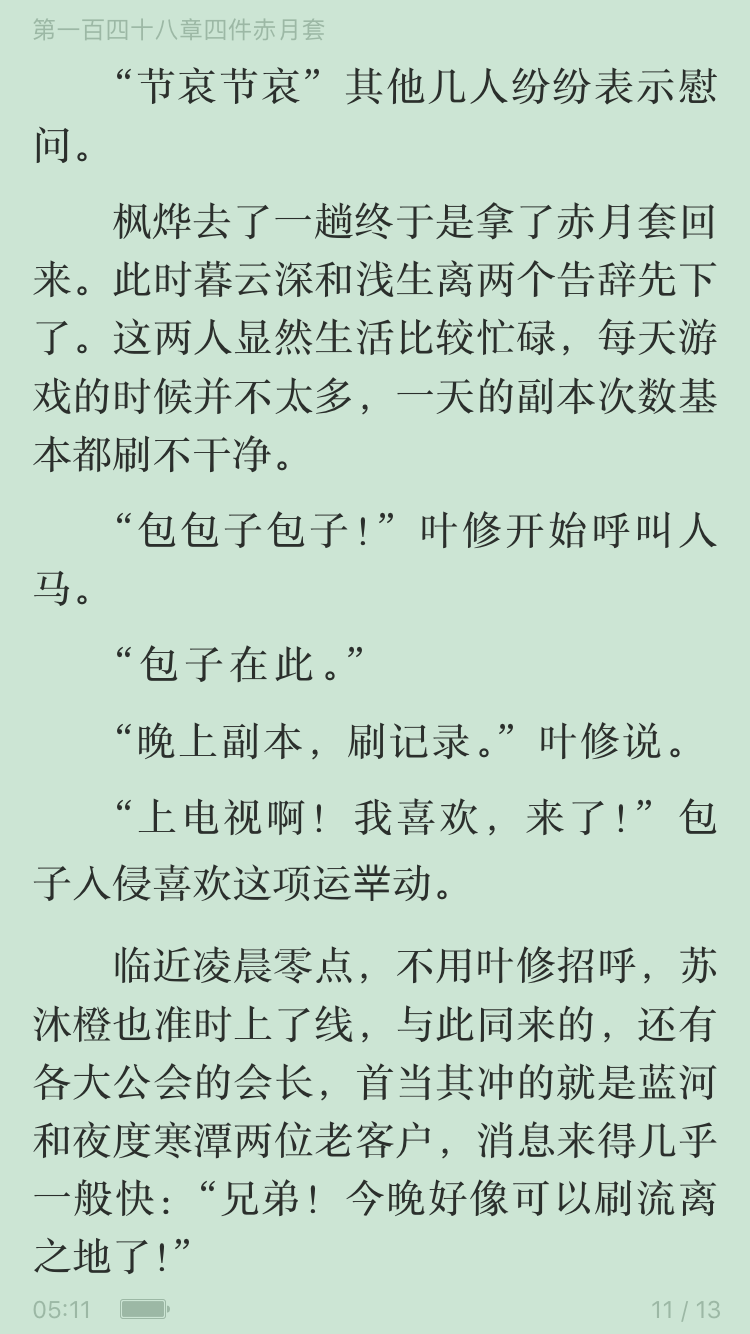 第一百四十八章四件赤月套
“节哀节哀”其他几人纷纷表示慰
问。
枫烨去了一趟终于是拿了赤月套回
来。此时暮云深和浅生离两个告辞先下
了。这两人显然生活比较忙碌，每天游
戏的时候并不太多，一天的副本次数基
本都刷不干净。
“包包子包子！”叶修开始呼叫人
马。
“包子在此。”
“晚上副本，刷记录。”叶修说。
“上电视啊！我喜欢，来了！”包
子入侵喜欢这项运茔动。
临近凌晨零点，不用叶修招呼，苏
沐橙也准时上了线，与此同来的，还有
各大公会的会长，首当其冲的就是蓝河
和夜度寒潭两位老客户，消息来得几乎
一般快：“兄弟！今晚好像可以刷流离
之地了！”
05:11
11 / 13